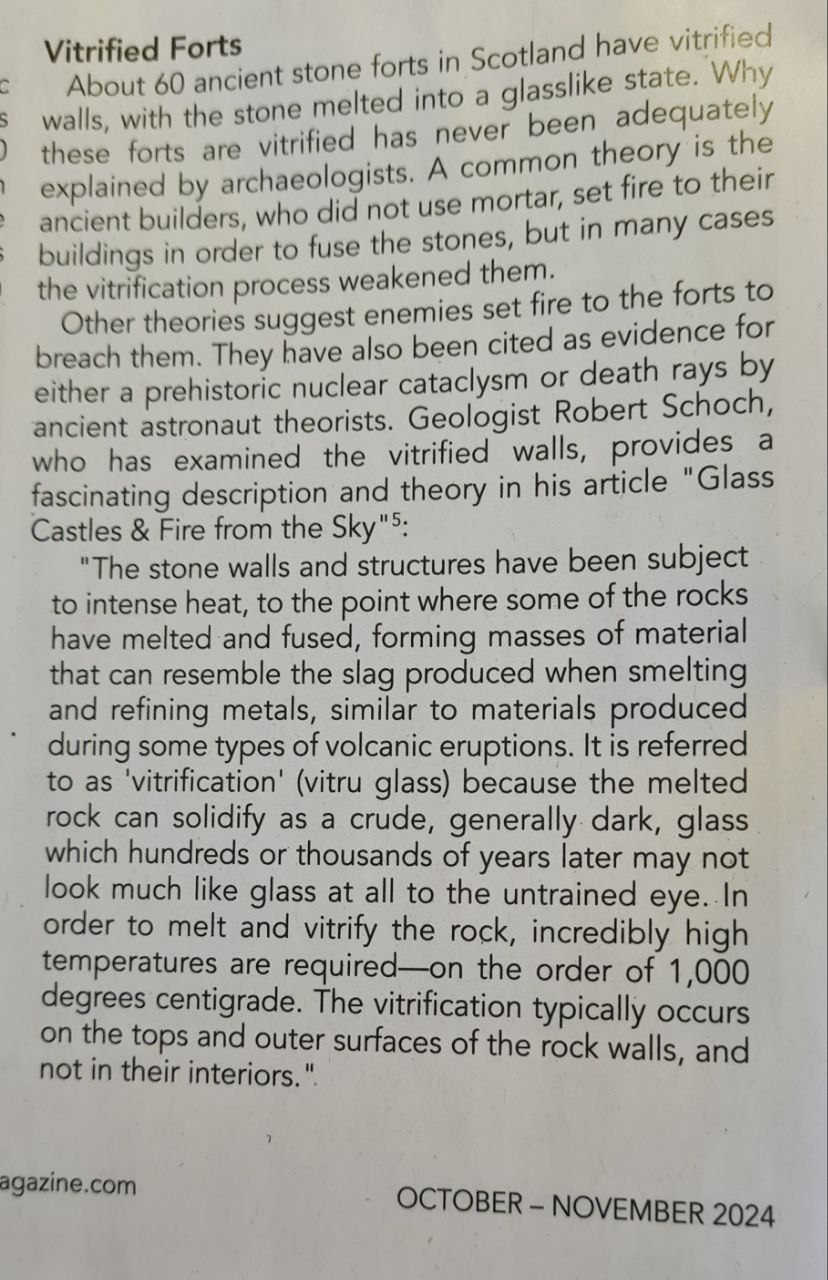 Vitrified Forts
About 60 ancient stone forts in Scotland have vitrified
walls, with the stone melted into a glasslike state. Why
these forts are vitrified has never been adequately
explained by archaeologists. A common theory is the
ancient builders, who did not use mortar, set fire to their
buildings in order to fuse the stones, but in many cases
the vitrification process weakened them.
Other theories suggest enemies set fire to the forts to
breach them. They have also been cited as evidence for
either a prehistoric nuclear cataclysm or death rays by
ancient astronaut theorists. Geologist Robert Schoch,
who has examined the vitrified walls, provides a
fascinating description and theory in his article "Glass
Castles & Fire from the Sky"⁵:
"The stone walls and structures have been subject
to intense heat, to the point where some of the rocks
have melted and fused, forming masses of material
that can resemble the slag produced when smelting
and refining metals, similar to materials produced
during some types of volcanic eruptions. It is referred
to as 'vitrification' (vitru glass) because the melted
rock can solidify as a crude, generally dark, glass
which hundreds or thousands of years later may not
look much like glass at all to the untrained eye. In
order to melt and vitrify the rock, incredibly high
temperatures are required—on the order of 1,000
degrees centigrade. The vitrification typically occurs
on the tops and outer surfaces of the rock walls, and
not in their interiors."
agazine.com
OCTOBER – NOVEMBER 2024